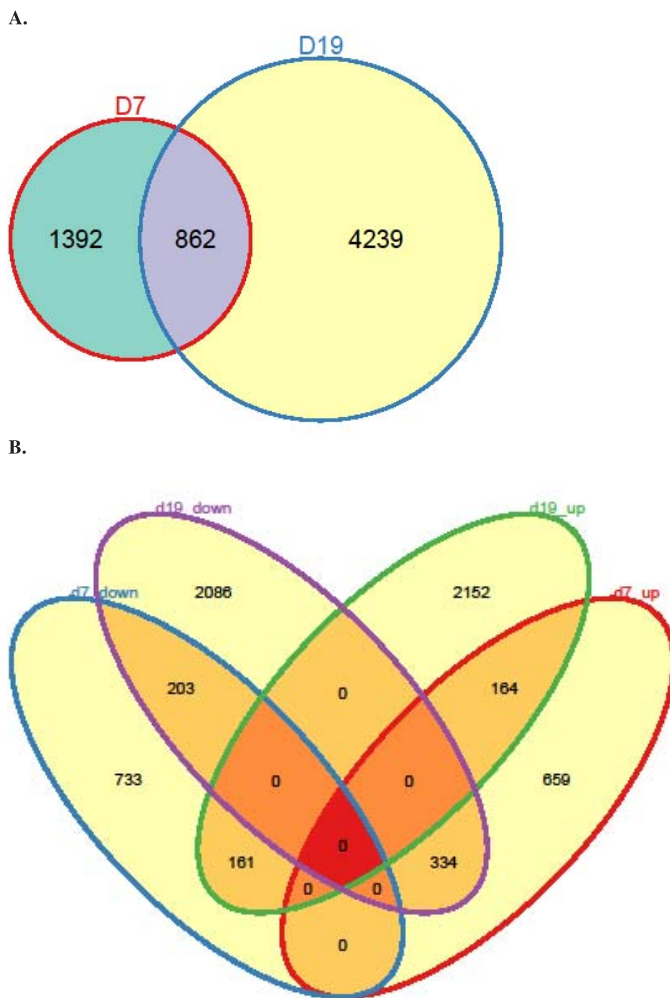 A.
D19
D7
1392 862 4239
B.
d19_down d19_up
d7_down d7_up
2086 2152
203 0 164
733 0 0 659
0
161 334
0 0
0